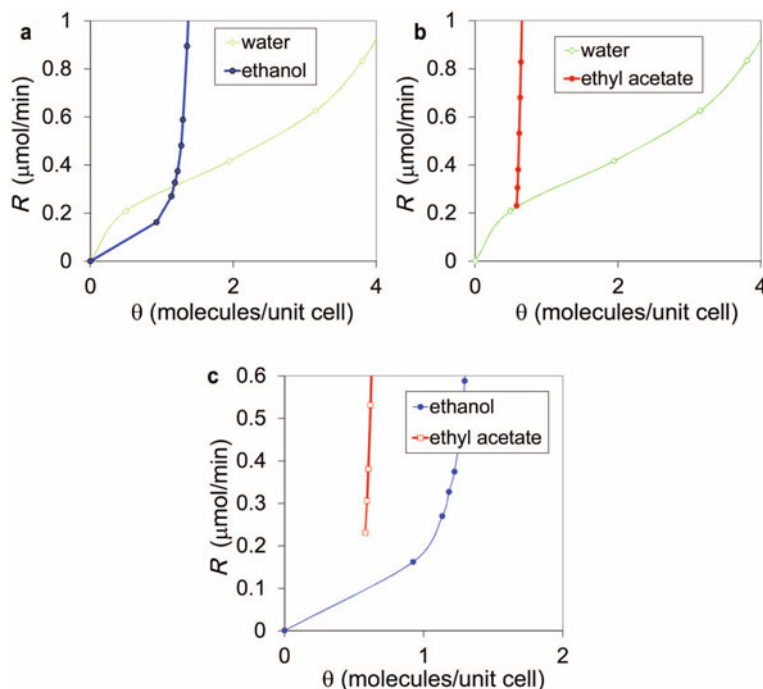 a
water
ethanol
R (μmol/min)
1
0.8
0.6
0.4
0.2
0
0 2 4
θ (molecules/unit cell)
b
water
ethyl acetate
R (μmol/min)
1
0.8
0.6
0.4
0.2
0
0 2 4
θ (molecules/unit cell)
c
ethanol
ethyl acetate
R (μmol/min)
0.6
0.5
0.4
0.3
0.2
0.1
0
0 1 2
θ (molecules/unit cell)